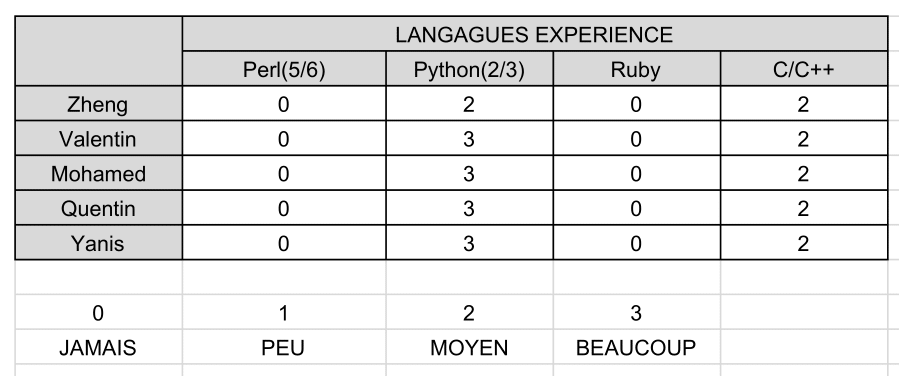 LANGAGUES EXPERIENCE
Perl(5/6) Python(2/3) Ruby C/C++
Zheng 0 2 0 2
Valentin 0 3 0 2
Mohamed 0 3 0 2
Quentin 0 3 0 2
Yanis 0 3 0 2
0 1 2 3
JAMAIS PEU MOYEN BEAUCOUP